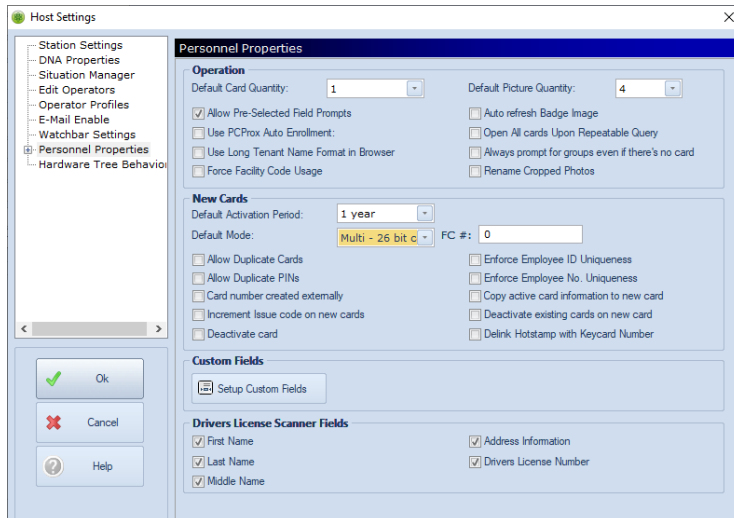 Host Settings
Station Settings
DNA Properties
Situation Manager
Edit Operators
Operator Profiles
E-Mail Enable
Watchbar Settings
Personnel Properties
Hardware Tree Behavio
Ok
Cancel
Help
Personnel Properties
Operation
Default Card Quantity: 1 Default Picture Quantity: 4
Allow Pre-Selected Field Prompts Auto refresh Badge Image
Use PCProx Auto Enrollment: Open All cards Upon Repeatable Query
Use Long Tenant Name Format in Browser Always prompt for groups even if there's no card
Force Facility Code Usage Rename Cropped Photos
New Cards
Default Activation Period: 1 year
Default Mode: Multi - 26 bit c FC #: 0
Allow Duplicate Cards Enforce Employee ID Uniqueness
Allow Duplicate PINs Enforce Employee No. Uniqueness
Card number created externally Copy active card information to new card
Increment Issue code on new cards Deactivate existing cards on new card
Deactivate card Delink Hotstamp with Keycard Number
Custom Fields
Setup Custom Fields
Drivers License Scanner Fields
First Name Address Information
Last Name Drivers License Number
Middle Name